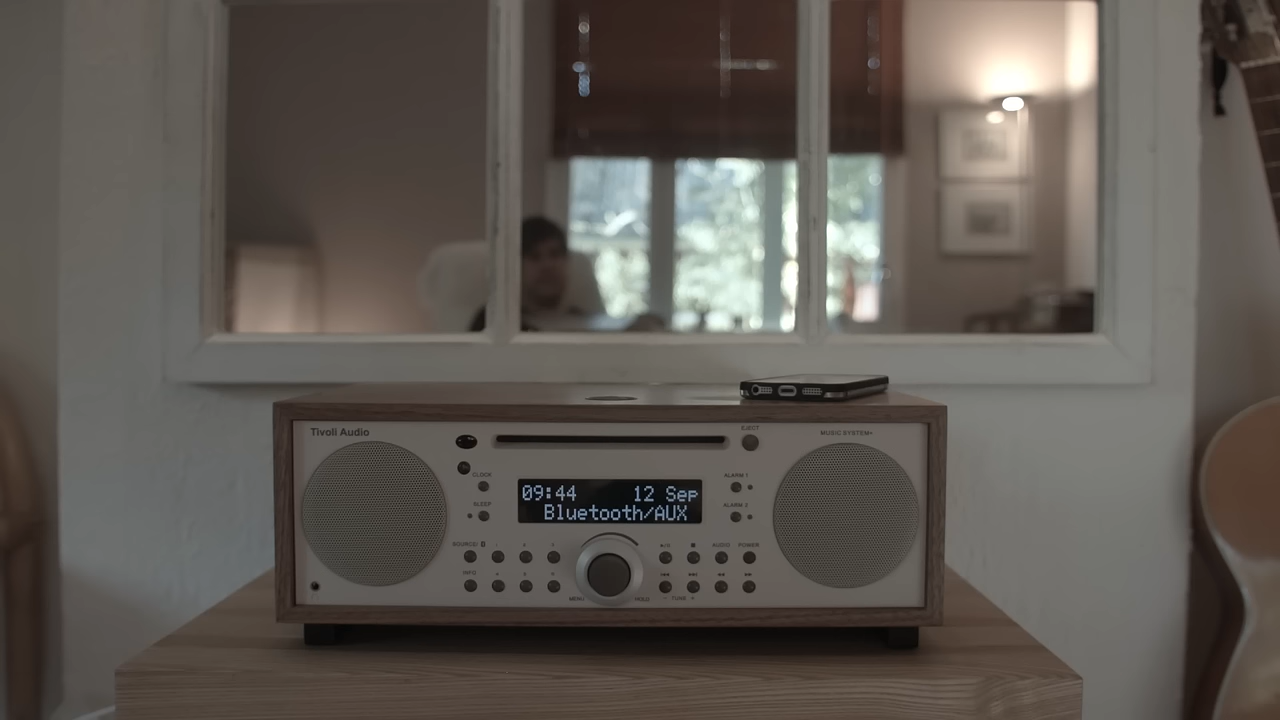 Tivoli Audio
EJECT
MUSIC SYSTEM+
CLOCK
ALARM 1
SLEEP
ALARM 2
09:44 12 Sep
Bluetooth/AUX
SOURCE/
AUDIO
POWER
INFO
MENU
HOLD
- TUNE +